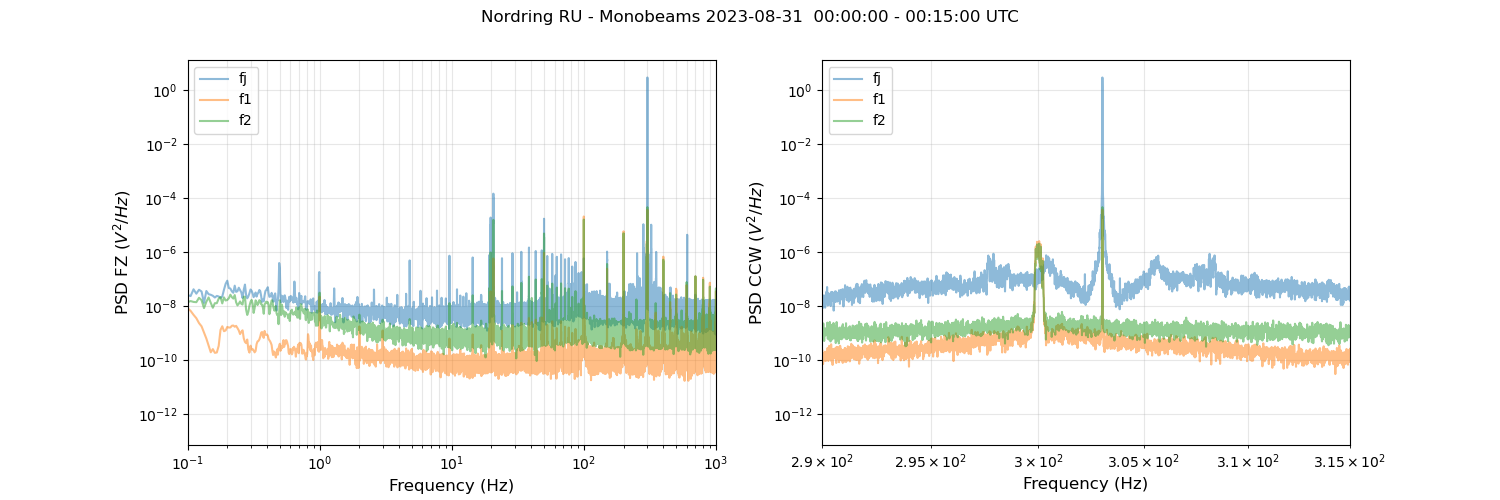 Nordring RU - Monobeams 2023-08-31  00:00:00 - 00:15:00 UTC
PSD FZ ($V^2/Hz$)
10⁰
10⁻²
10⁻⁴
10⁻⁶
10⁻⁸
10⁻¹⁰
10⁻¹²
fj
f1
f2
10⁻¹ 10⁰ 10¹ 10² 10³
Frequency (Hz)
PSD CCW ($V^2/Hz$)
10⁰
10⁻²
10⁻⁴
10⁻⁶
10⁻⁸
10⁻¹⁰
10⁻¹²
fj
f1
f2
2.9 × 10² 2.95 × 10² 3 × 10² 3.05 × 10² 3.1 × 10² 3.15 × 10²
Frequency (Hz)